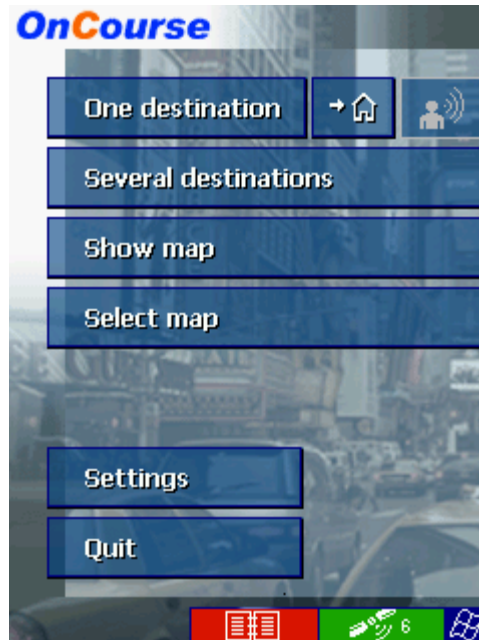 OnCourse
One destination
Several destinations
Show map
Select map
Settings
Quit
6